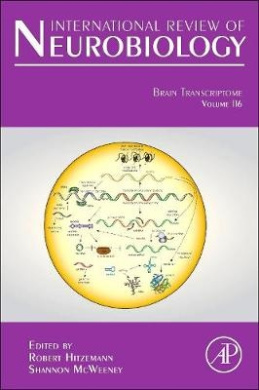 INTERNATIONAL REVIEW OF
NEUROBIOLOGY
BRAIN TRANSCRIPTOME
VOLUME 116
EDITED BY
ROBERT HITZEMANN
SHANNON MCWEENEY